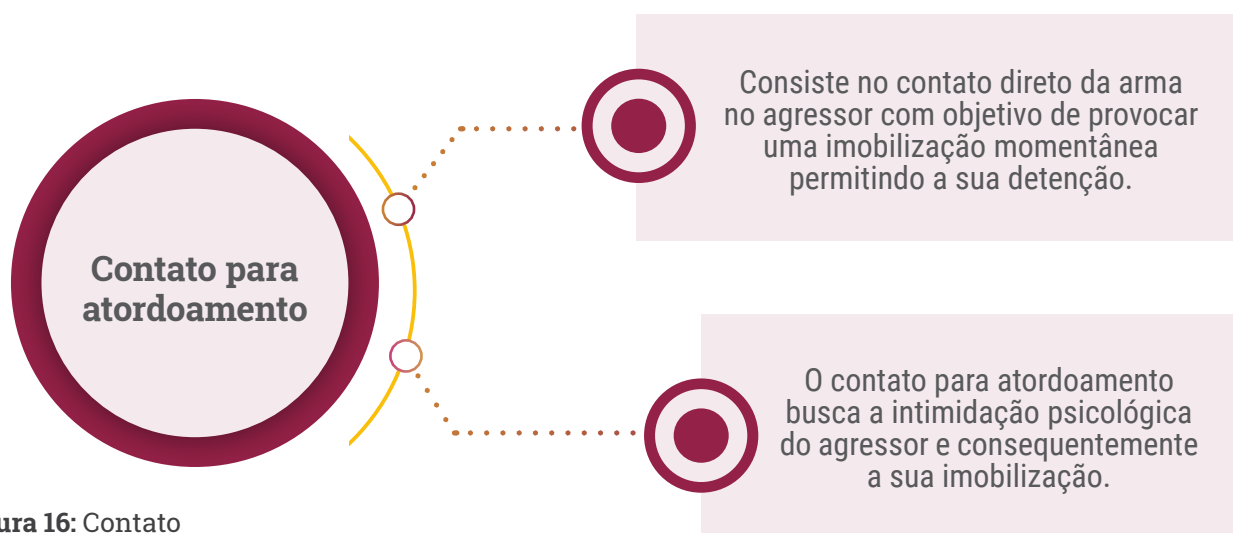 Contato para
atordoamento
Consiste no contato direto da arma
no agressor com objetivo de provocar
uma imobilização momentânea
permitindo a sua detenção.
O contato para atordoamento
busca a intimidação psicológica
do agressor e consequentemente
a sua imobilização.
ura 16: Contato